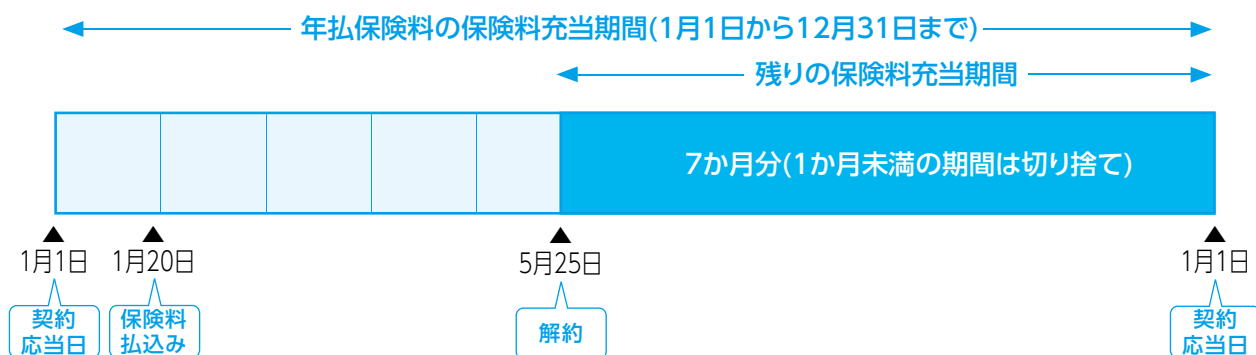 年払保険料の保険料充当期間(1月1日から12月31日まで)
残りの保険料充当期間
7か月分(1か月未満の期間は切り捨て)
1月1日
1月20日
5月25日
1月1日
契約
応当日
保険料
払込み
解約
契約
応当日